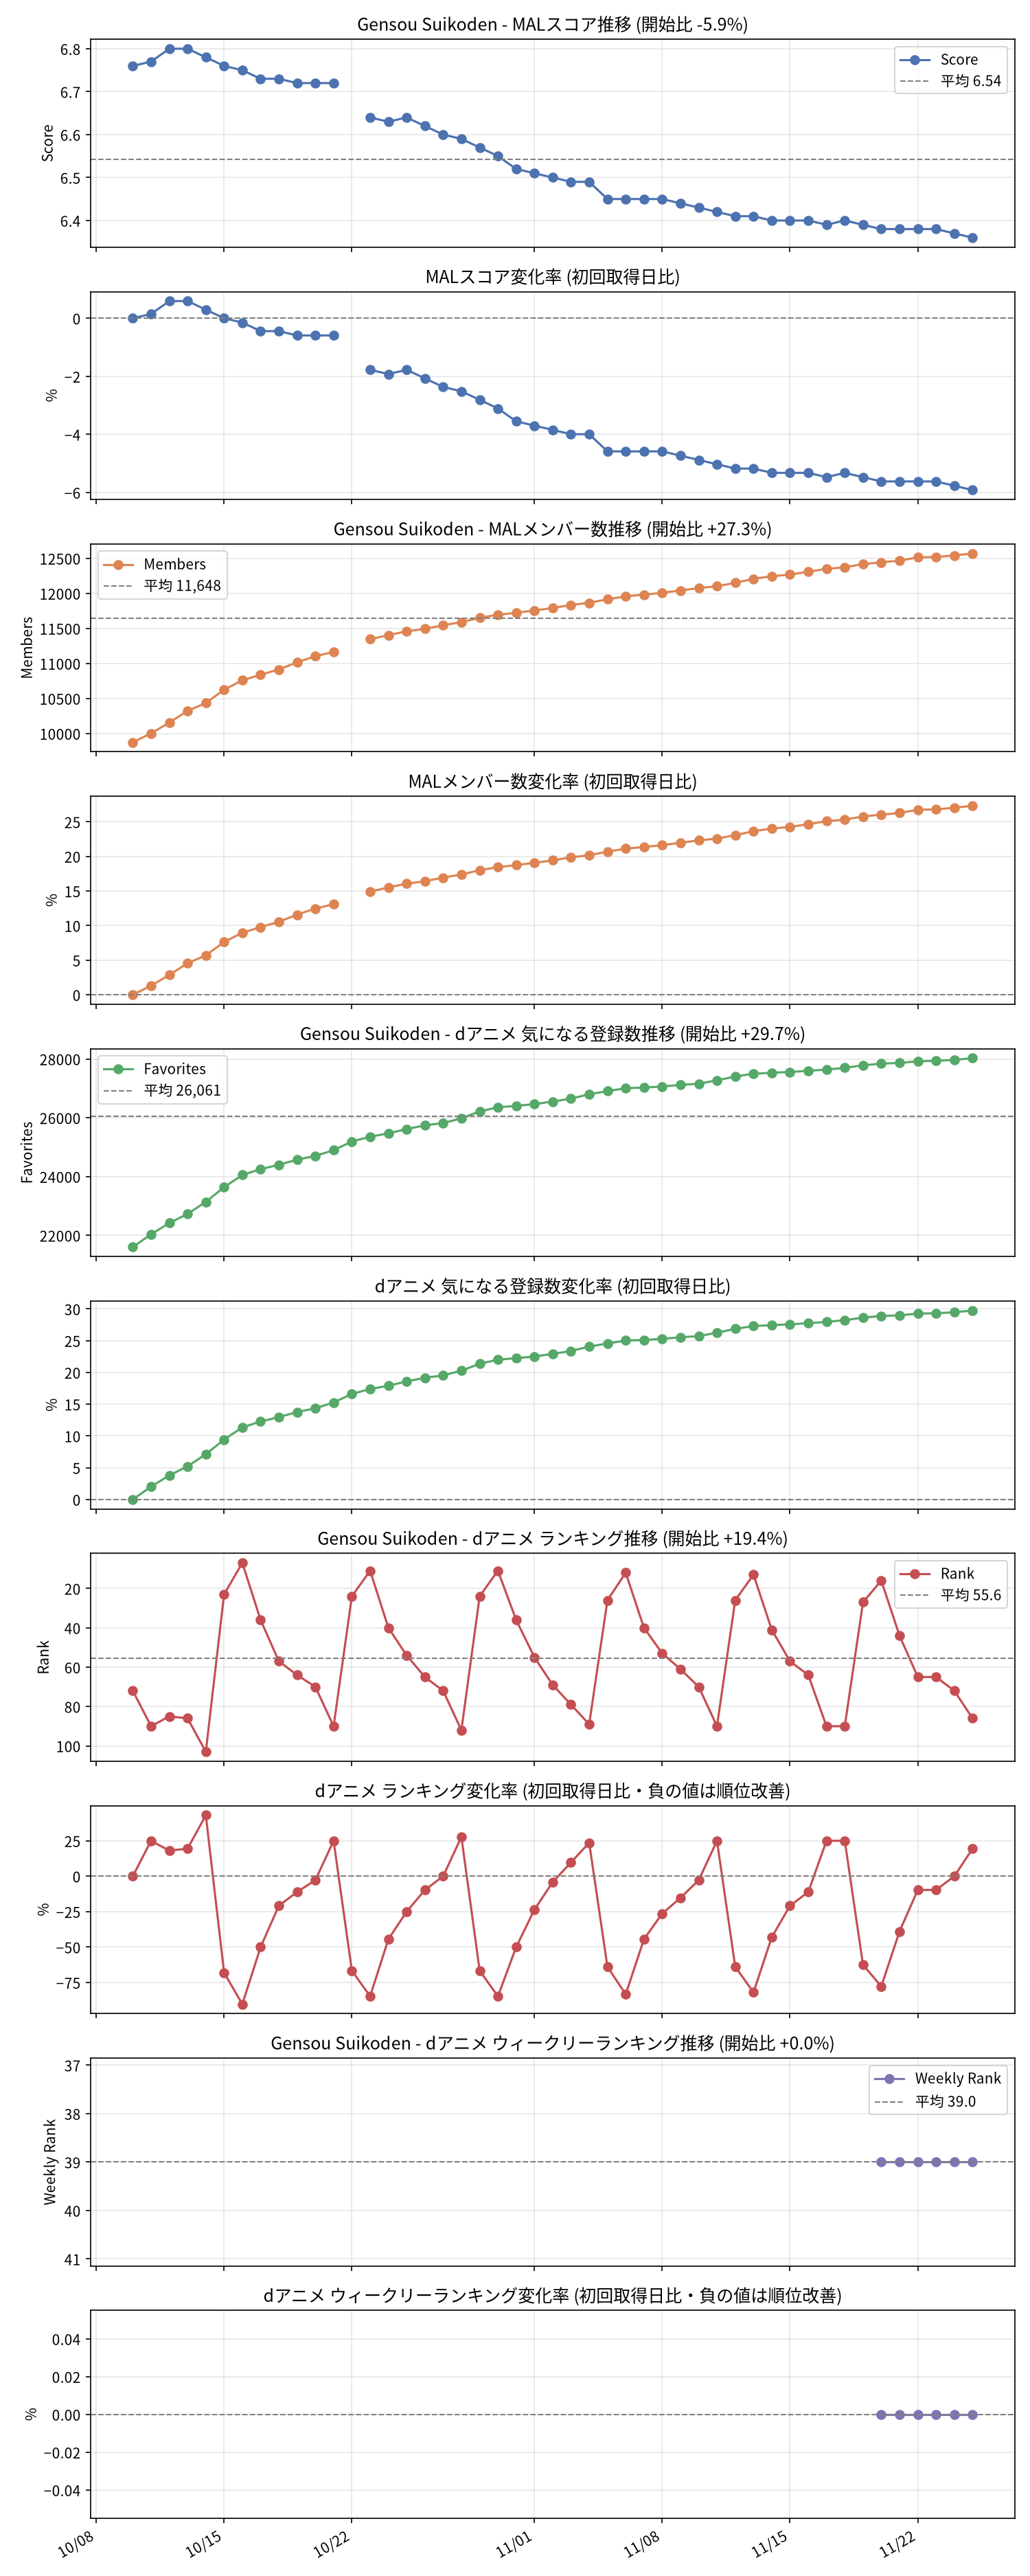 Gensou Suikoden - MALスコア推移 (開始比 -5.9%)
Score
平均 6.54
6.8
6.7
6.6
6.5
6.4
Score
MALスコア変化率 (初回取得日比)
0
−2
−4
−6
%
Gensou Suikoden - MALメンバー数推移 (開始比 +27.3%)
Members
平均 11,648
12500
12000
11500
11000
10500
10000
Members
MALメンバー数変化率 (初回取得日比)
25
20
15
10
5
0
%
Gensou Suikoden - dアニメ 気になる登録数推移 (開始比 +29.7%)
Favorites
平均 26,061
28000
26000
24000
22000
Favorites
dアニメ 気になる登録数変化率 (初回取得日比)
30
25
20
15
10
5
0
%
Gensou Suikoden - dアニメ ランキング推移 (開始比 +19.4%)
Rank
平均 55.6
20
40
60
80
100
Rank
dアニメ ランキング変化率 (初回取得日比・負の値は順位改善)
25
0
−25
−50
−75
%
Gensou Suikoden - dアニメ ウィークリーランキング推移 (開始比 +0.0%)
Weekly Rank
平均 39.0
37
38
39
40
41
Weekly Rank
dアニメ ウィークリーランキング変化率 (初回取得日比・負の値は順位改善)
0.04
0.02
0.00
−0.02
−0.04
%
10/08
10/15
10/22
11/01
11/08
11/15
11/22